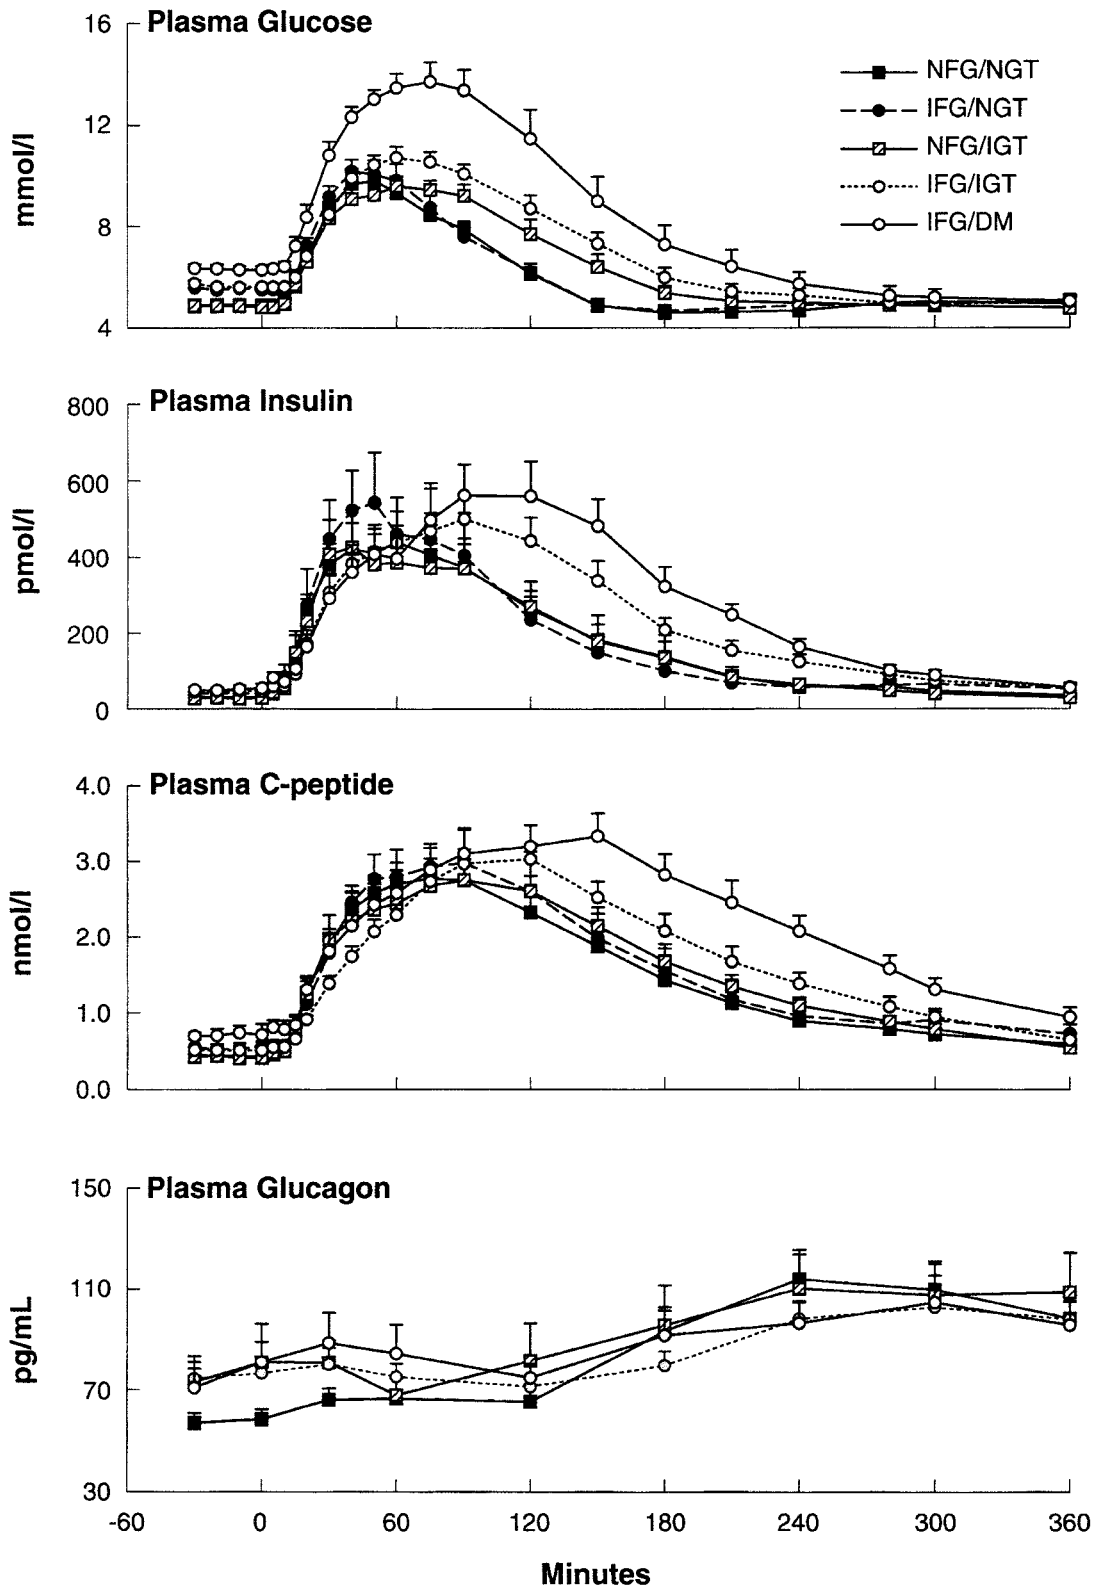 Plasma Glucose
16
12
8
4
mmol/l
NFG/NGT
IFG/NGT
NFG/IGT
IFG/IGT
IFG/DM
Plasma Insulin
800
600
400
200
0
pmol/l
Plasma C-peptide
4.0
3.0
2.0
1.0
0.0
nmol/l
Plasma Glucagon
150
110
70
30
pg/mL
-60 0 60 120 180 240 300 360
Minutes